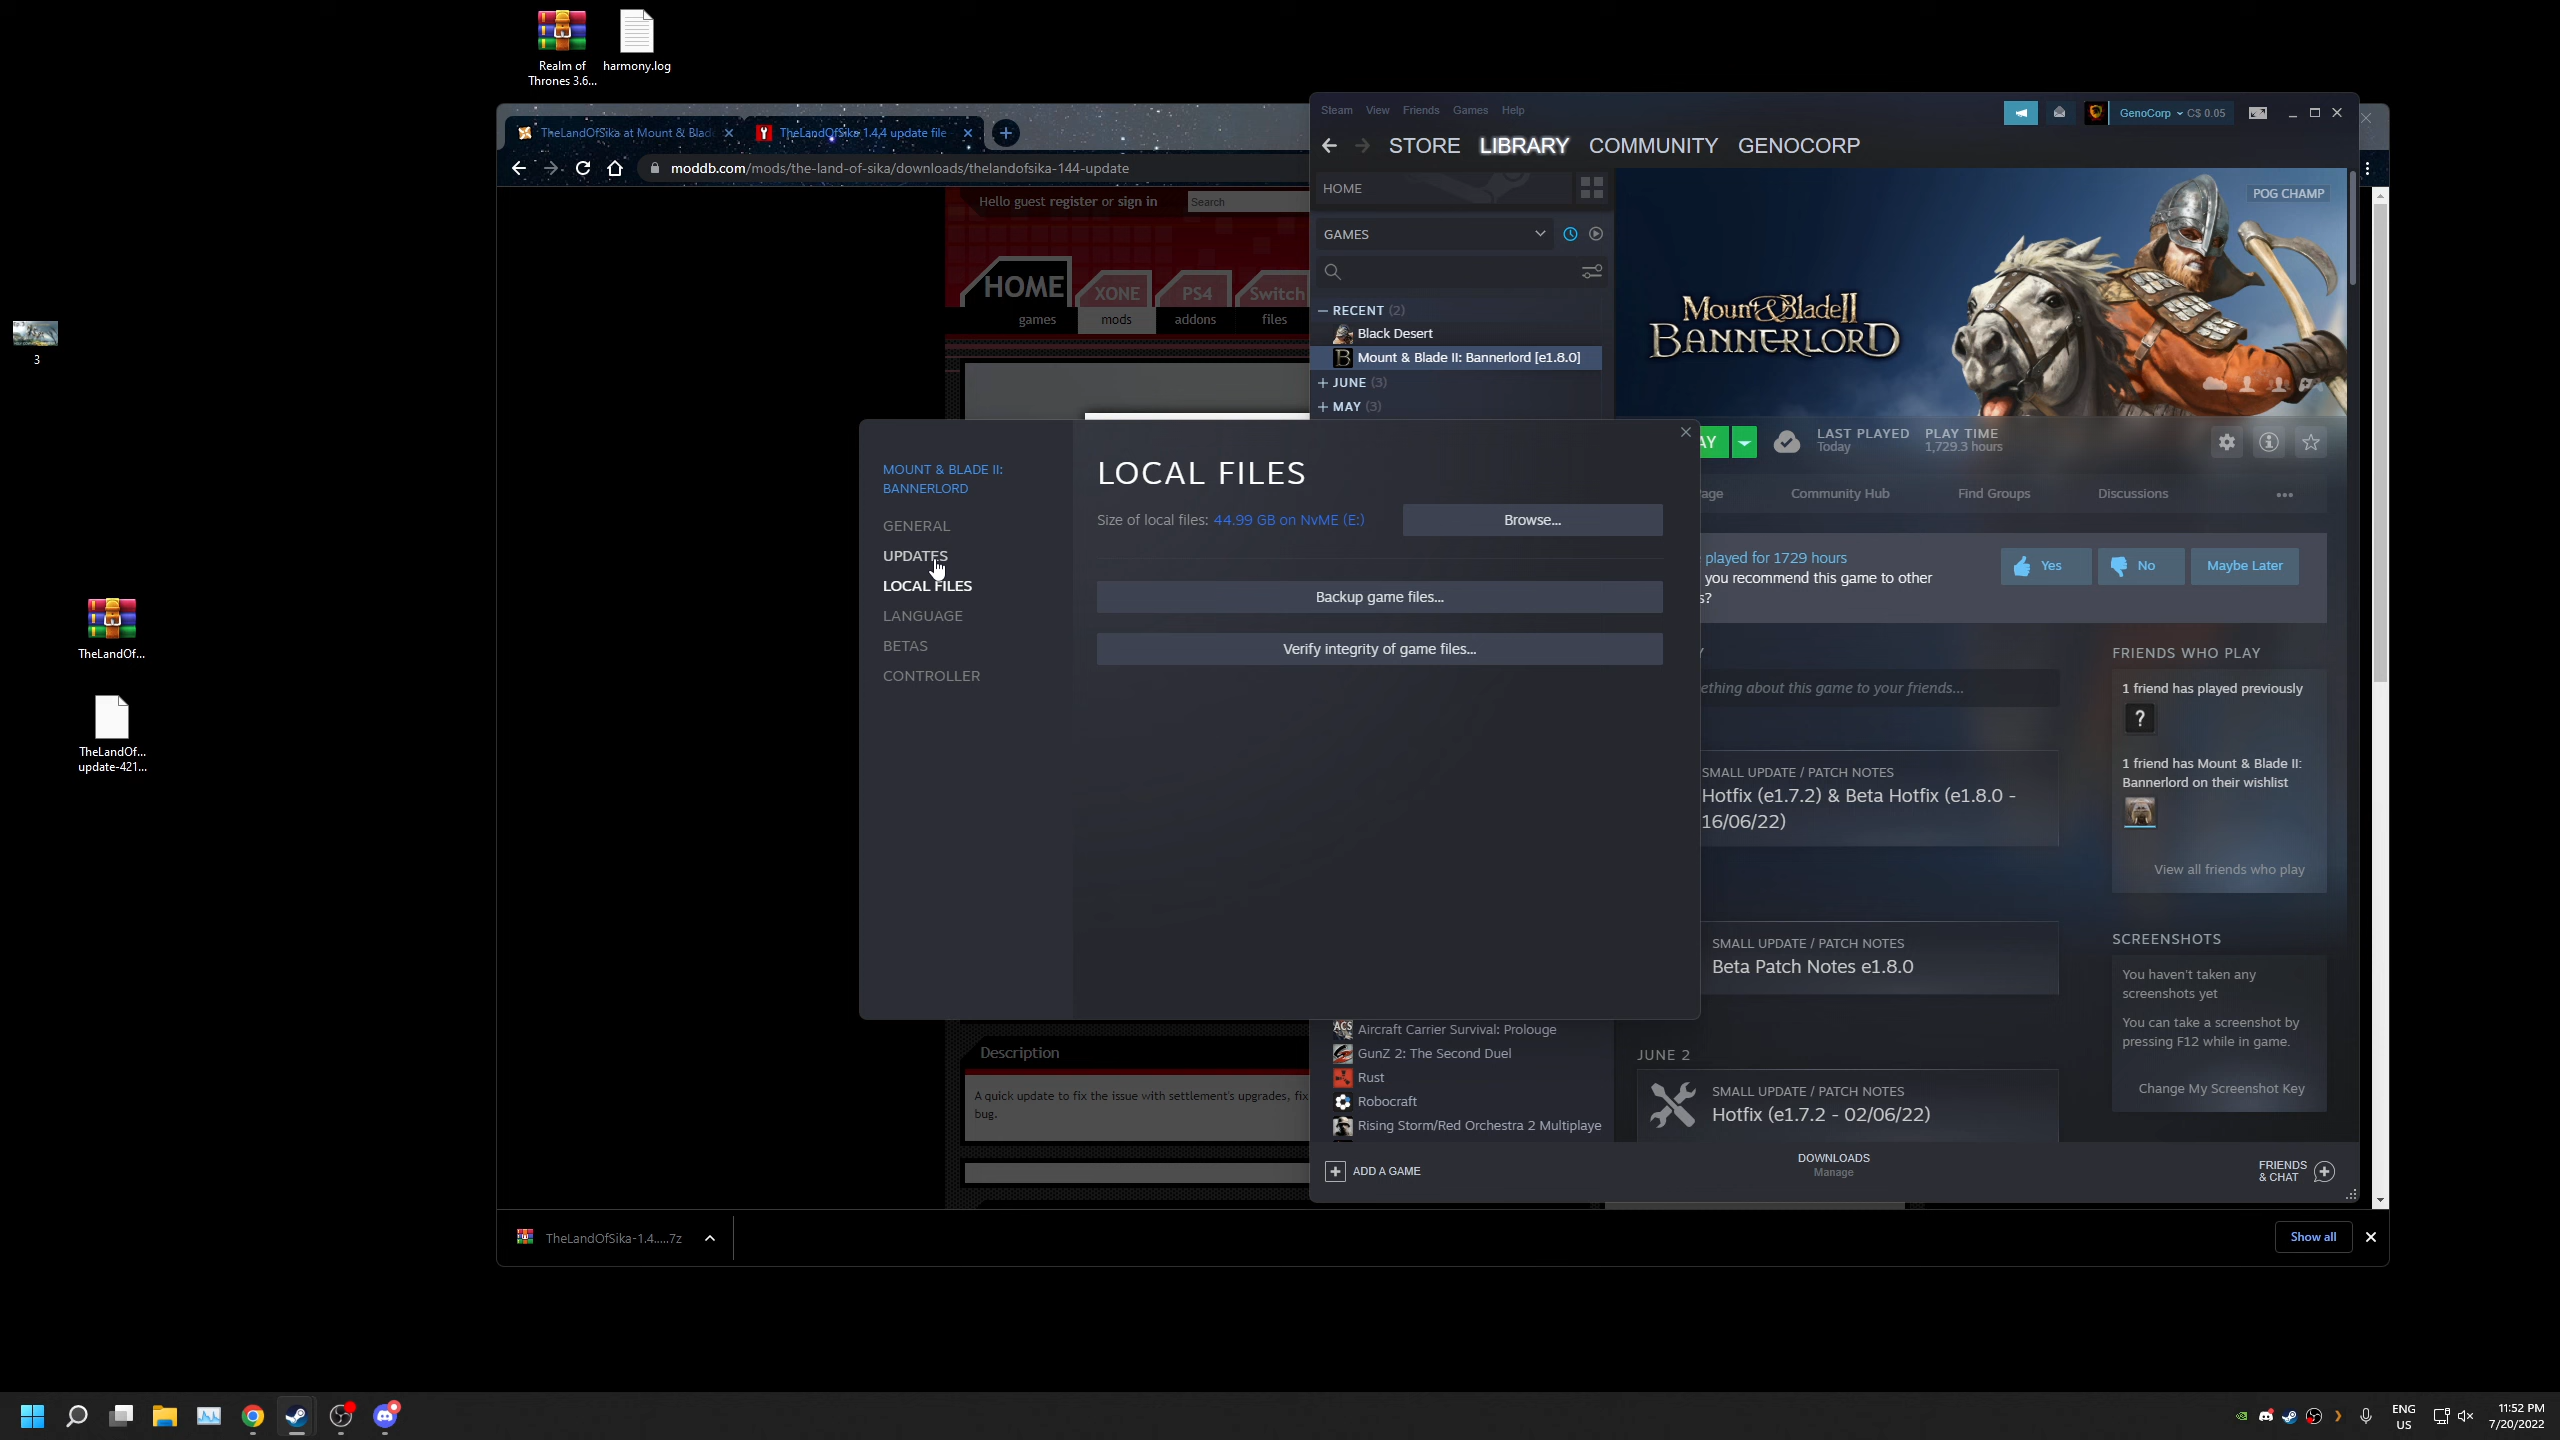 Realm of
Thrones 3.6...
harmony.log
3
TheLandOf...
TheLandOf...
update-421...
TheLandOfSika at Mount & Blad
TheLandOfSika 1.4.4 update file
moddb.com/mods/the-land-of-sika/downloads/thelandofsika-144-update
Hello guest register or sign in
Search
HOME
XONE
PS4
Switch
games
mods
addons
files
Description
A quick update to fix the issue with settlement's upgrades, fix
bug.
TheLandOfSika-1.4.....7z
Show all
Steam
View
Friends
Games
Help
GenoCorp
C$ 0.05
STORE
LIBRARY
COMMUNITY
GENOCORP
HOME
GAMES
RECENT (2)
Black Desert
Mount & Blade II: Bannerlord [e1.8.0]
JUNE (3)
MAY (3)
POG CHAMP
Mount & Blade II
BANNERLORD
AY
LAST PLAYED
Today
PLAY TIME
1,729.3 hours
age
Community Hub
Find Groups
Discussions
played for 1729 hours
you recommend this game to other
s?
Yes
No
Maybe Later
ething about this game to your friends...
SMALL UPDATE / PATCH NOTES
Hotfix (e1.7.2) & Beta Hotfix (e1.8.0 -
16/06/22)
SMALL UPDATE / PATCH NOTES
Beta Patch Notes e1.8.0
JUNE 2
SMALL UPDATE / PATCH NOTES
Hotfix (e1.7.2 - 02/06/22)
FRIENDS WHO PLAY
1 friend has played previously
?
1 friend has Mount & Blade II:
Bannerlord on their wishlist
View all friends who play
SCREENSHOTS
You haven't taken any
screenshots yet
You can take a screenshot by
pressing F12 while in game.
Change My Screenshot Key
MOUNT & BLADE II:
BANNERLORD
GENERAL
UPDATES
LOCAL FILES
LANGUAGE
BETAS
CONTROLLER
LOCAL FILES
Size of local files: 44.99 GB on NvME (E:)
Browse...
Backup game files...
Verify integrity of game files...
ACS
Aircraft Carrier Survival: Prolouge
GunZ 2: The Second Duel
Rust
Robocraft
Rising Storm/Red Orchestra 2 Multiplaye
ADD A GAME
DOWNLOADS
Manage
FRIENDS
& CHAT
ENG
US
11:52 PM
7/20/2022